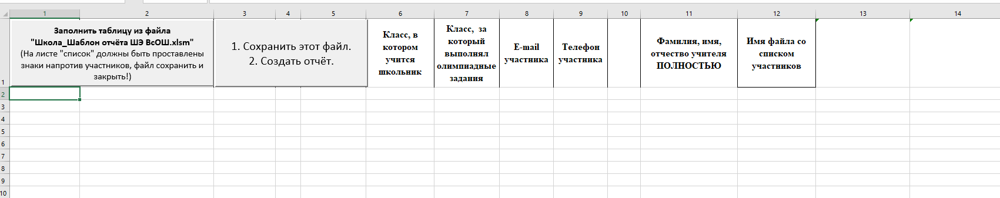 1 2 3 4 5 6 7 8 9 10 11 12 13 14
1
Заполнить таблицу из файла
"Школа_Шаблон отчёта ШЭ ВсОШ.xlsm"
(На листе "список" должны быть проставлены
знаки напротив участников, файл сохранить и
закрыть!)
1. Сохранить этот файл.
2. Создать отчёт.
Класс, в
котором
учится
школьник
Класс, за
который
выполнял
олимпиадные
задания
E-mail
участника
Телефон
участника
Фамилия, имя,
отчество учителя
ПОЛНОСТЬЮ
Имя файла со
списком
участников
2
3
4
5
6
7
8
9
10